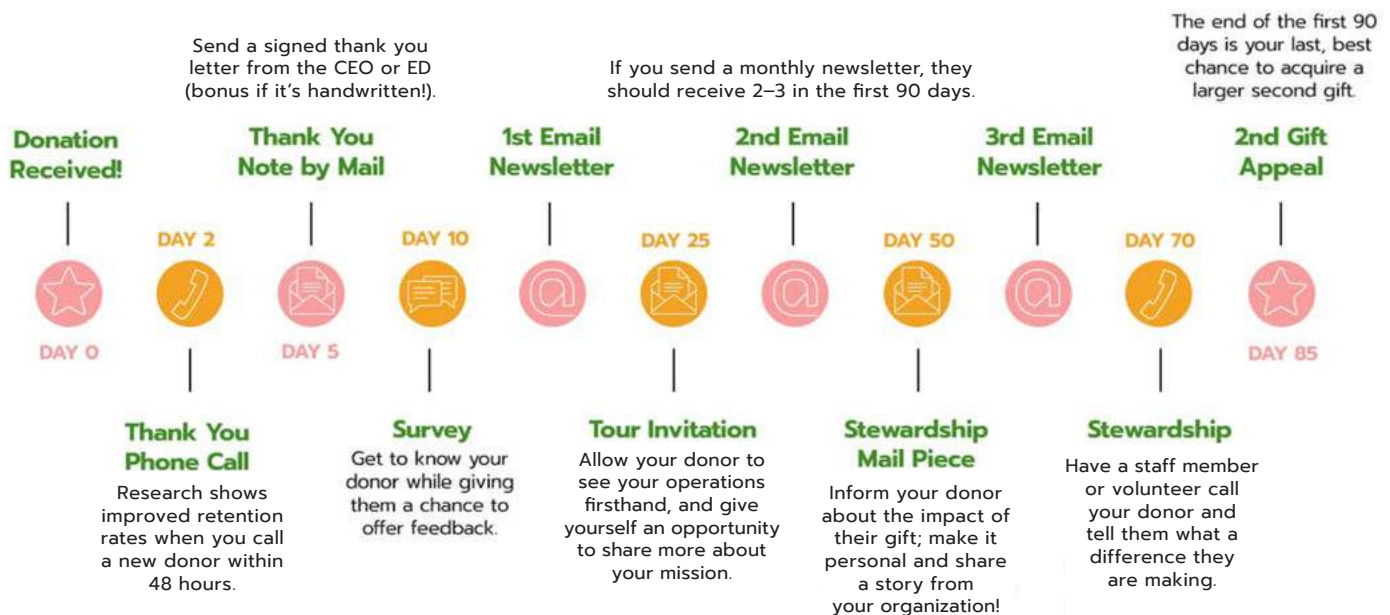 Send a signed thank you
letter from the CEO or ED
(bonus if it's handwritten!).
If you send a monthly newsletter, they
should receive 2–3 in the first 90 days.
The end of the first 90
days is your last, best
chance to acquire a
larger second gift.
Donation
Received!
Thank You
Note by Mail
1st Email
Newsletter
2nd Email
Newsletter
3rd Email
Newsletter
2nd Gift
Appeal
DAY 2
DAY 10
DAY 25
DAY 50
DAY 70
DAY 0
DAY 5
DAY 85
Thank You
Phone Call
Research shows
improved retention
rates when you call
a new donor within
48 hours.
Survey
Get to know your
donor while giving
them a chance to
offer feedback.
Tour Invitation
Allow your donor to
see your operations
firsthand, and give
yourself an opportunity
to share more about
your mission.
Stewardship
Mail Piece
Inform your donor
about the impact of
their gift; make it
personal and share
a story from
your organization!
Stewardship
Have a staff member
or volunteer call
your donor and
tell them what a
difference they
are making.